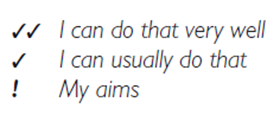 ✓✓ I can do that very well
✓ I can usually do that
! My aims